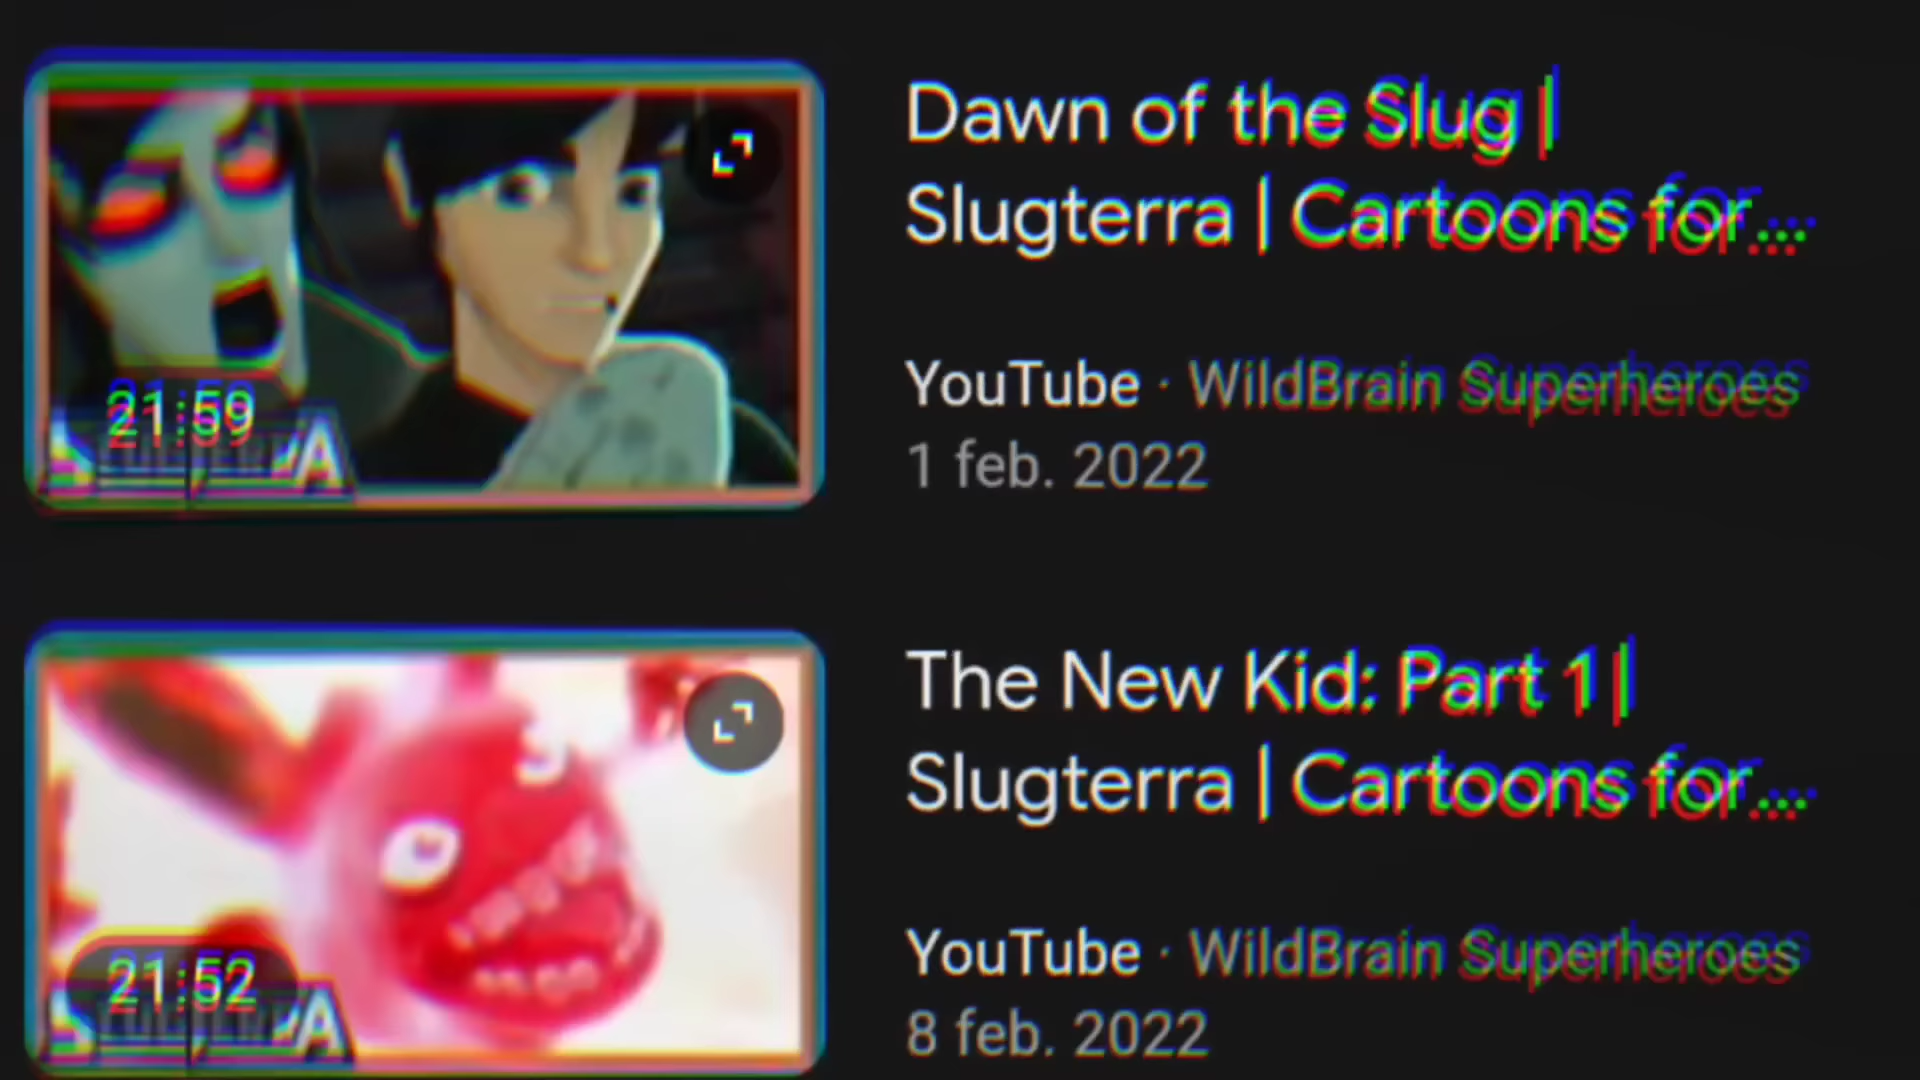 Dawn of the Slug |
Slugterra | Cartoons for...
21:59
YouTube · WildBrain Superheroes
1 feb. 2022
The New Kid: Part 1 |
Slugterra | Cartoons for...
21:52
YouTube · WildBrain Superheroes
8 feb. 2022